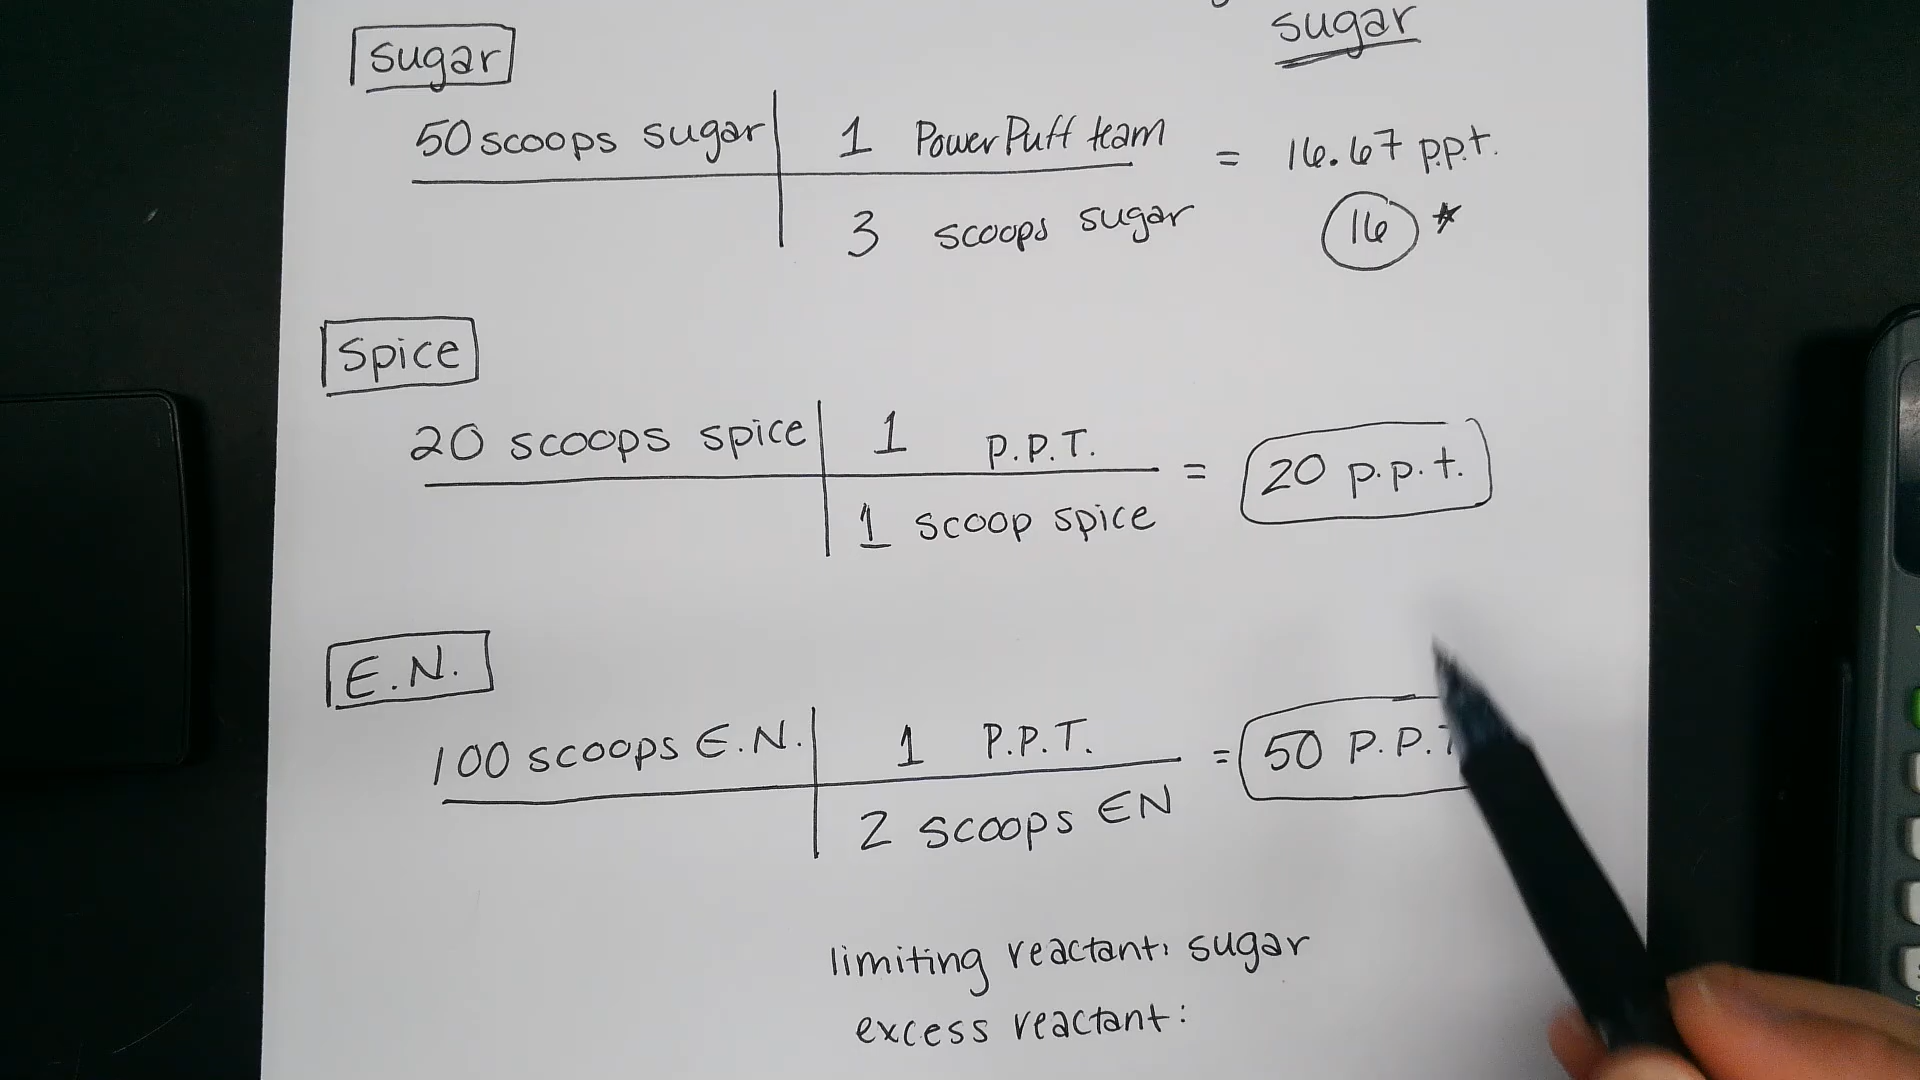 sugar
sugar
50 scoops sugar 1 PowerPuff team = 16.67 p.p.t.
3 scoops sugar 16 *
Spice
20 scoops spice 1 P.P.T. = 20 p.p.t.
1 scoop spice
E.N.
100 scoops E.N. 1 P.P.T. = 50 P.P.T
2 scoops EN
limiting reactant: sugar
excess reactant: